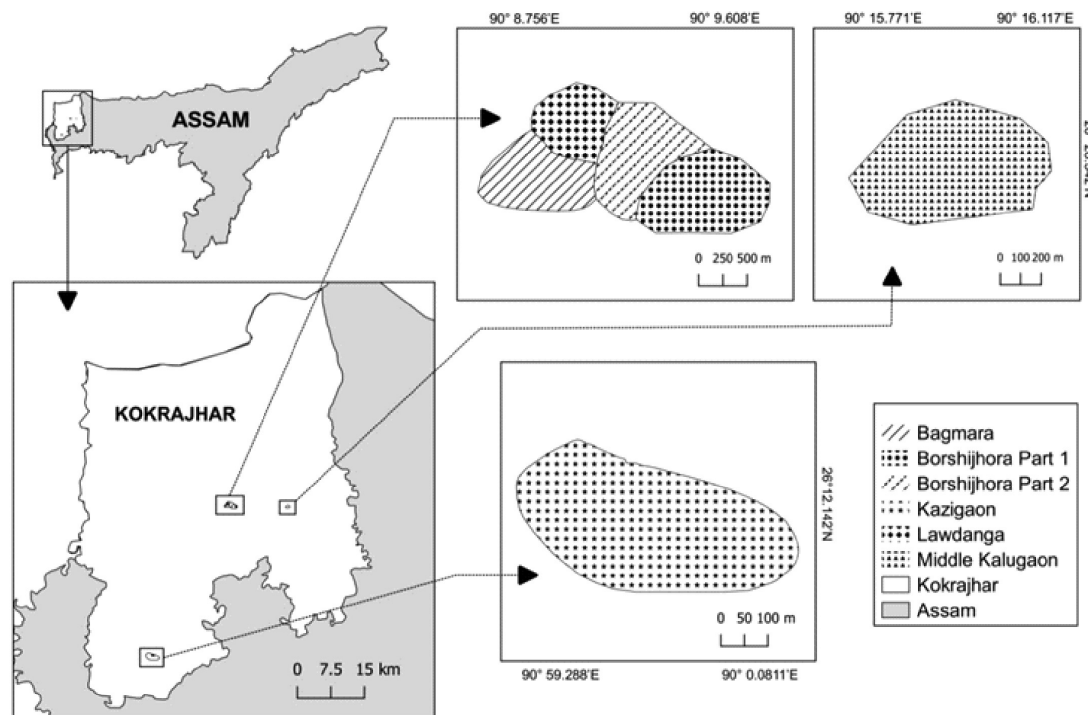 90° 8.756'E 90° 9.608'E
90° 15.771'E 90° 16.117'E
ASSAM
0 250 500 m
0 100 200 m
KOKRAJHAR
0 7.5 15 km
26°12.142'N
0 50 100 m
90° 59.288'E 90° 0.0811'E
Bagmara
Borshijhora Part 1
Borshijhora Part 2
Kazigaon
Lawdanga
Middle Kalugaon
Kokrajhar
Assam